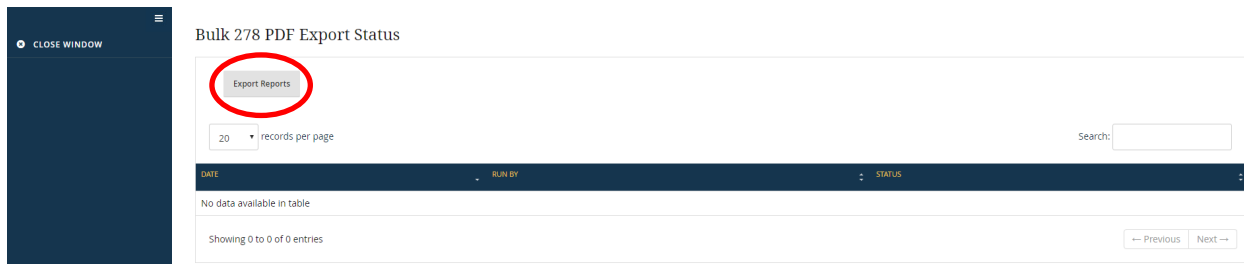 CLOSE WINDOW
Bulk 278 PDF Export Status
Export Reports
20 records per page
Search:
DATE RUN BY STATUS
No data available in table
Showing 0 to 0 of 0 entries
← Previous Next →